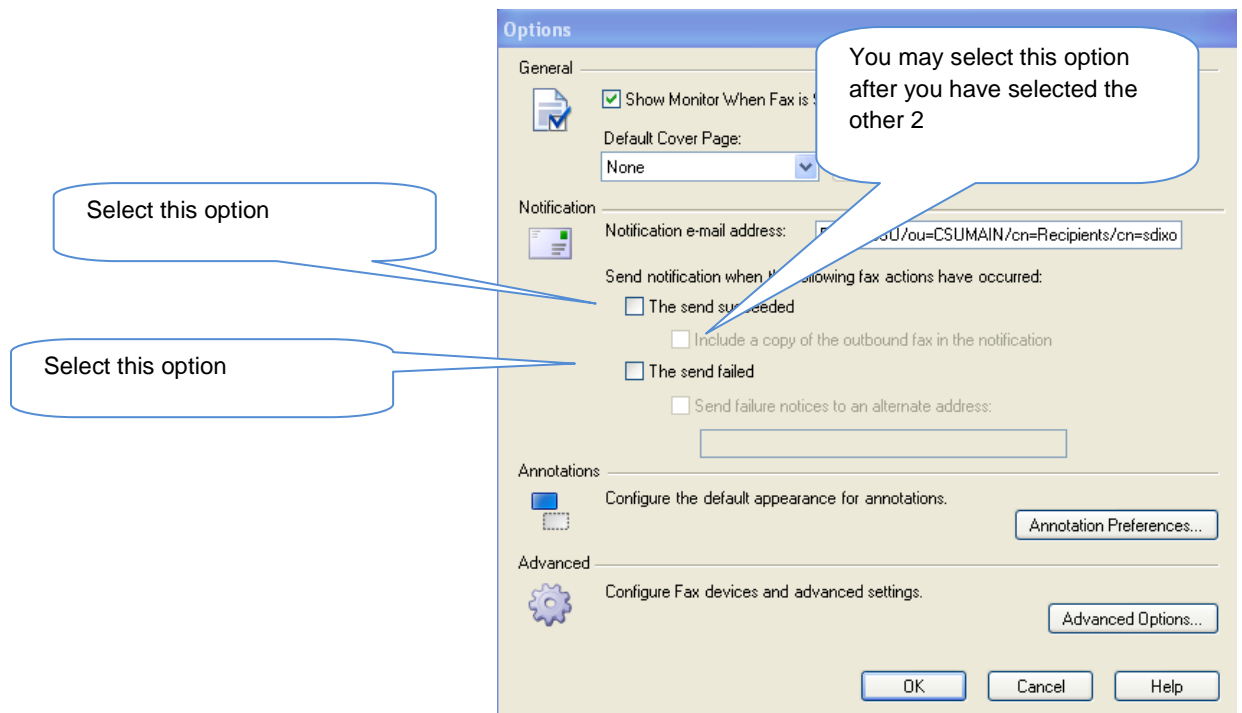 Options
You may select this option
after you have selected the
other 2
General
Show Monitor When Fax is
Default Cover Page:
None
Select this option
Notification
Notification e-mail address:
/ou=CSUMAIN/cn=Recipients/cn=sdixo
Send notification when the following fax actions have occurred:
The send succeeded
Include a copy of the outbound fax in the notification
Select this option
The send failed
Send failure notices to an alternate address:
Annotations
Configure the default appearance for annotations.
Annotation Preferences...
Advanced
Configure Fax devices and advanced settings.
Advanced Options...
OK
Cancel
Help